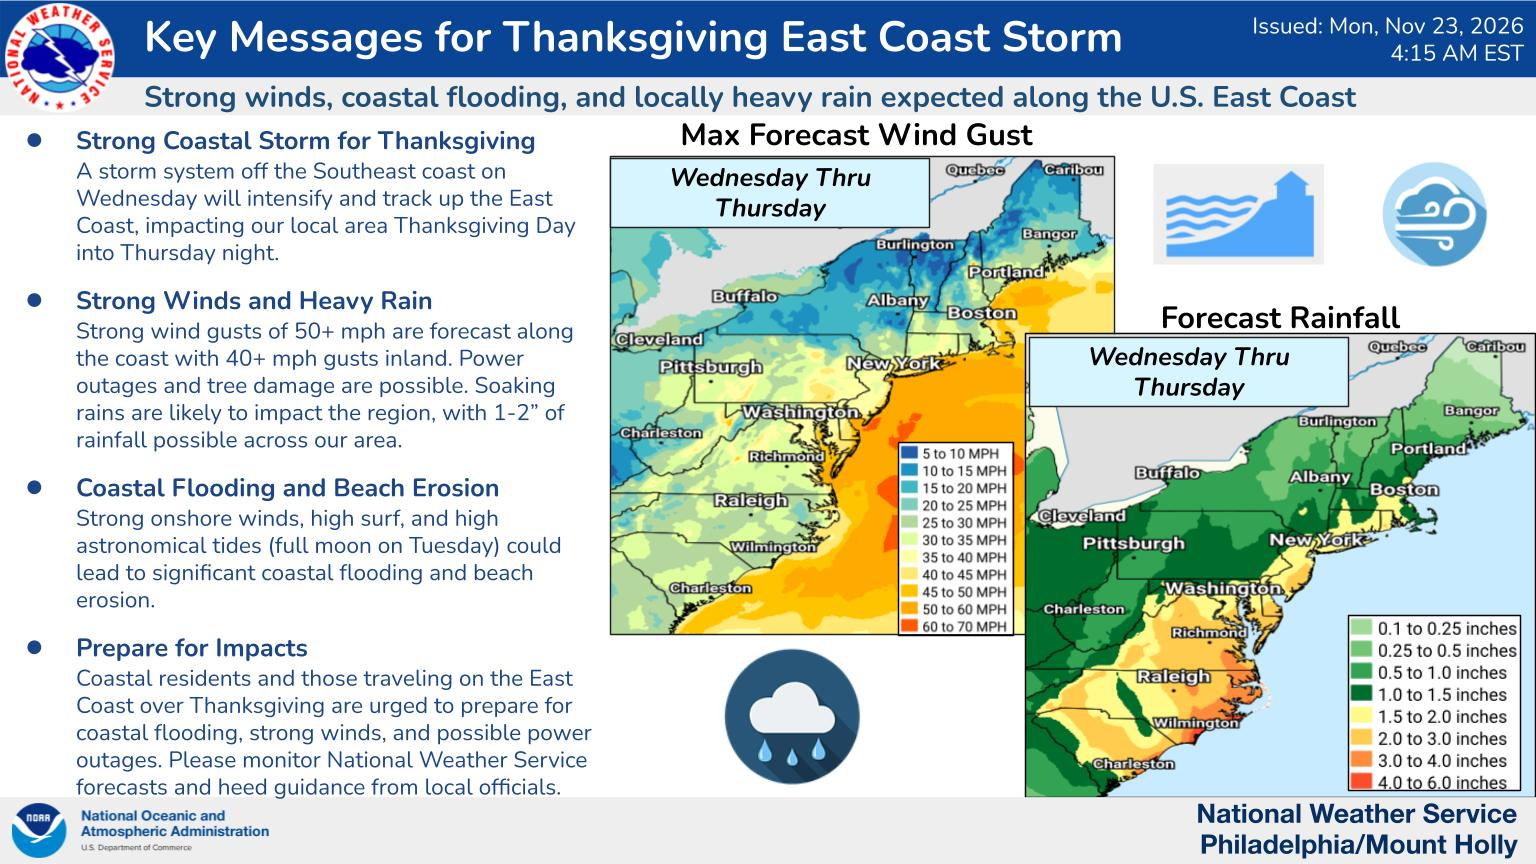 NATIONAL WEATHER SERVICE
Key Messages for Thanksgiving East Coast Storm
Issued: Mon, Nov 23, 2026
4:15 AM EST
Strong winds, coastal flooding, and locally heavy rain expected along the U.S. East Coast
● Strong Coastal Storm for Thanksgiving
A storm system off the Southeast coast on
Wednesday will intensify and track up the East
Coast, impacting our local area Thanksgiving Day
into Thursday night.
● Strong Winds and Heavy Rain
Strong wind gusts of 50+ mph are forecast along
the coast with 40+ mph gusts inland. Power
outages and tree damage are possible. Soaking
rains are likely to impact the region, with 1-2” of
rainfall possible across our area.
● Coastal Flooding and Beach Erosion
Strong onshore winds, high surf, and high
astronomical tides (full moon on Tuesday) could
lead to significant coastal flooding and beach
erosion.
● Prepare for Impacts
Coastal residents and those traveling on the East
Coast over Thanksgiving are urged to prepare for
coastal flooding, strong winds, and possible power
outages. Please monitor National Weather Service
forecasts and heed guidance from local officials.
Max Forecast Wind Gust
Wednesday Thru
Thursday
Quebec
Caribou
Bangor
Burlington
Portland
Buffalo
Albany
Boston
Cleveland
Pittsburgh
New York
Washington
Charleston
Richmond
Raleigh
Wilmington
Charleston
5 to 10 MPH
10 to 15 MPH
15 to 20 MPH
20 to 25 MPH
25 to 30 MPH
30 to 35 MPH
35 to 40 MPH
40 to 45 MPH
45 to 50 MPH
50 to 60 MPH
60 to 70 MPH
Forecast Rainfall
Wednesday Thru
Thursday
Quebec
Caribou
Bangor
Burlington
Portland
Buffalo
Albany
Boston
Cleveland
Pittsburgh
New York
Washington
Charleston
Richmond
Raleigh
Wilmington
Charleston
0.1 to 0.25 inches
0.25 to 0.5 inches
0.5 to 1.0 inches
1.0 to 1.5 inches
1.5 to 2.0 inches
2.0 to 3.0 inches
3.0 to 4.0 inches
4.0 to 6.0 inches
NOAA
National Oceanic and
Atmospheric Administration
U.S. Department of Commerce
National Weather Service
Philadelphia/Mount Holly